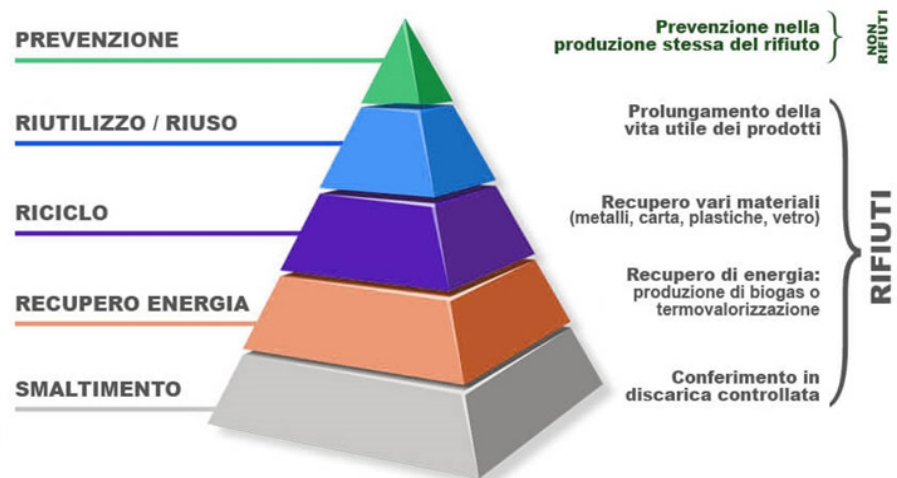 PREVENZIONE
Prevenzione nella
produzione stessa del rifiuto
NON
RIFIUTI
RIUTILIZZO / RIUSO
Prolungamento della
vita utile dei prodotti
RICICLO
Recupero vari materiali
(metalli, carta, plastiche, vetro)
RECUPERO ENERGIA
Recupero di energia:
produzione di biogas o
termovalorizzazione
SMALTIMENTO
Conferimento in
discarica controllata
RIFIUTI